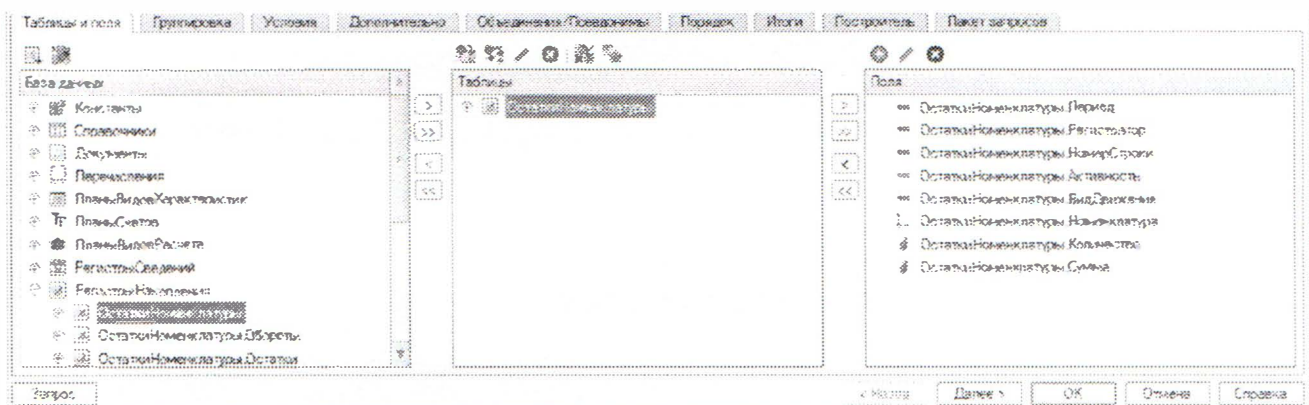 Таблицы и поля Группировка Условия Дополнительно Объединения/Псевдонимы Порядок Итоги Построитель Пакет запросов
База данных
Константы
Справочники
Документы
Перечисления
ПланыВидовХарактеристик
ПланыСчетов
ПланыВидовРасчета
РегистрыСведений
РегистрыНакопления
ОстаткиНоменклатуры
ОстаткиНоменклатуры.Обороты
ОстаткиНоменклатуры.Остатки
> 
>>
<
<<
Таблицы
ОстаткиНоменклатуры
>
>>
<
<<
Поля
ОстаткиНоменклатуры.Период
ОстаткиНоменклатуры.Регистратор
ОстаткиНоменклатуры.НомерСтроки
ОстаткиНоменклатуры.Активность
ОстаткиНоменклатуры.ВидДвижения
ОстаткиНоменклатуры.Номенклатура
ОстаткиНоменклатуры.Количество
ОстаткиНоменклатуры.Сумма
Запрос < Назад Далее > ОК Отмена Справка